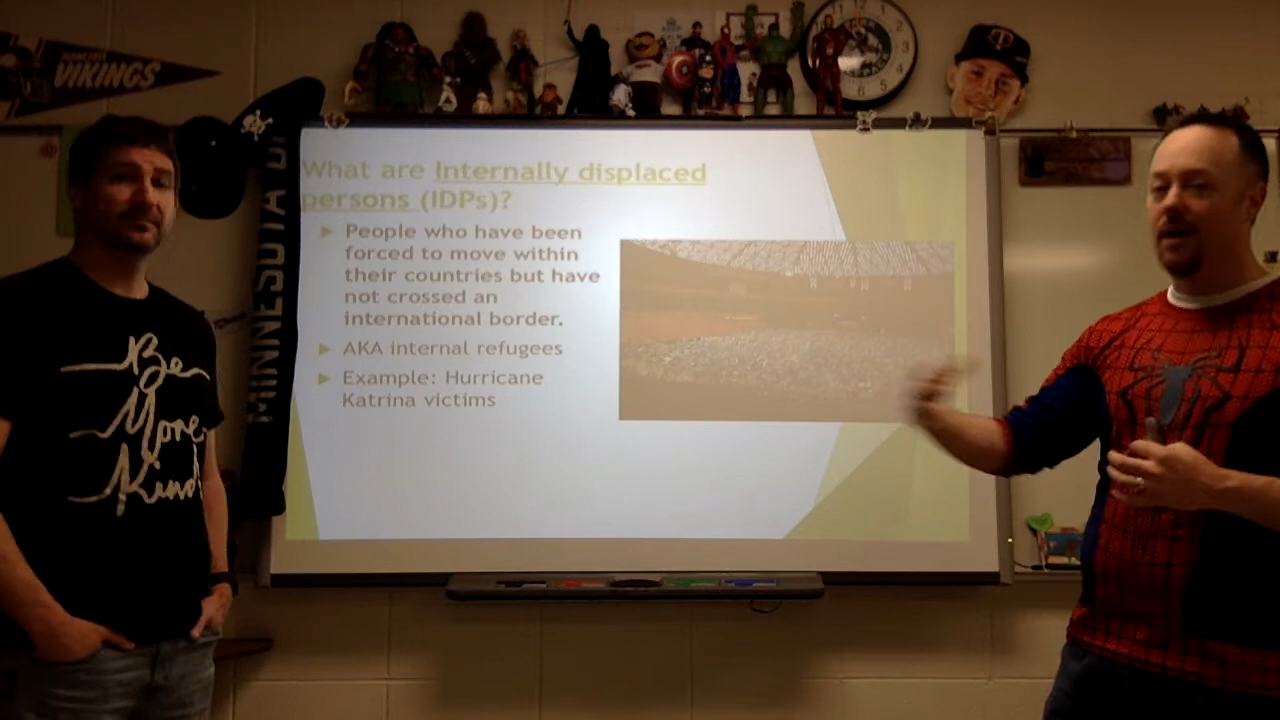 VIKINGS
MINNESOTA
What are Internally displaced
persons (IDPs)?
People who have been
forced to move within
their countries but have
not crossed an
international border.
AKA internal refugees
Example: Hurricane
Katrina victims
Be
More
Kind